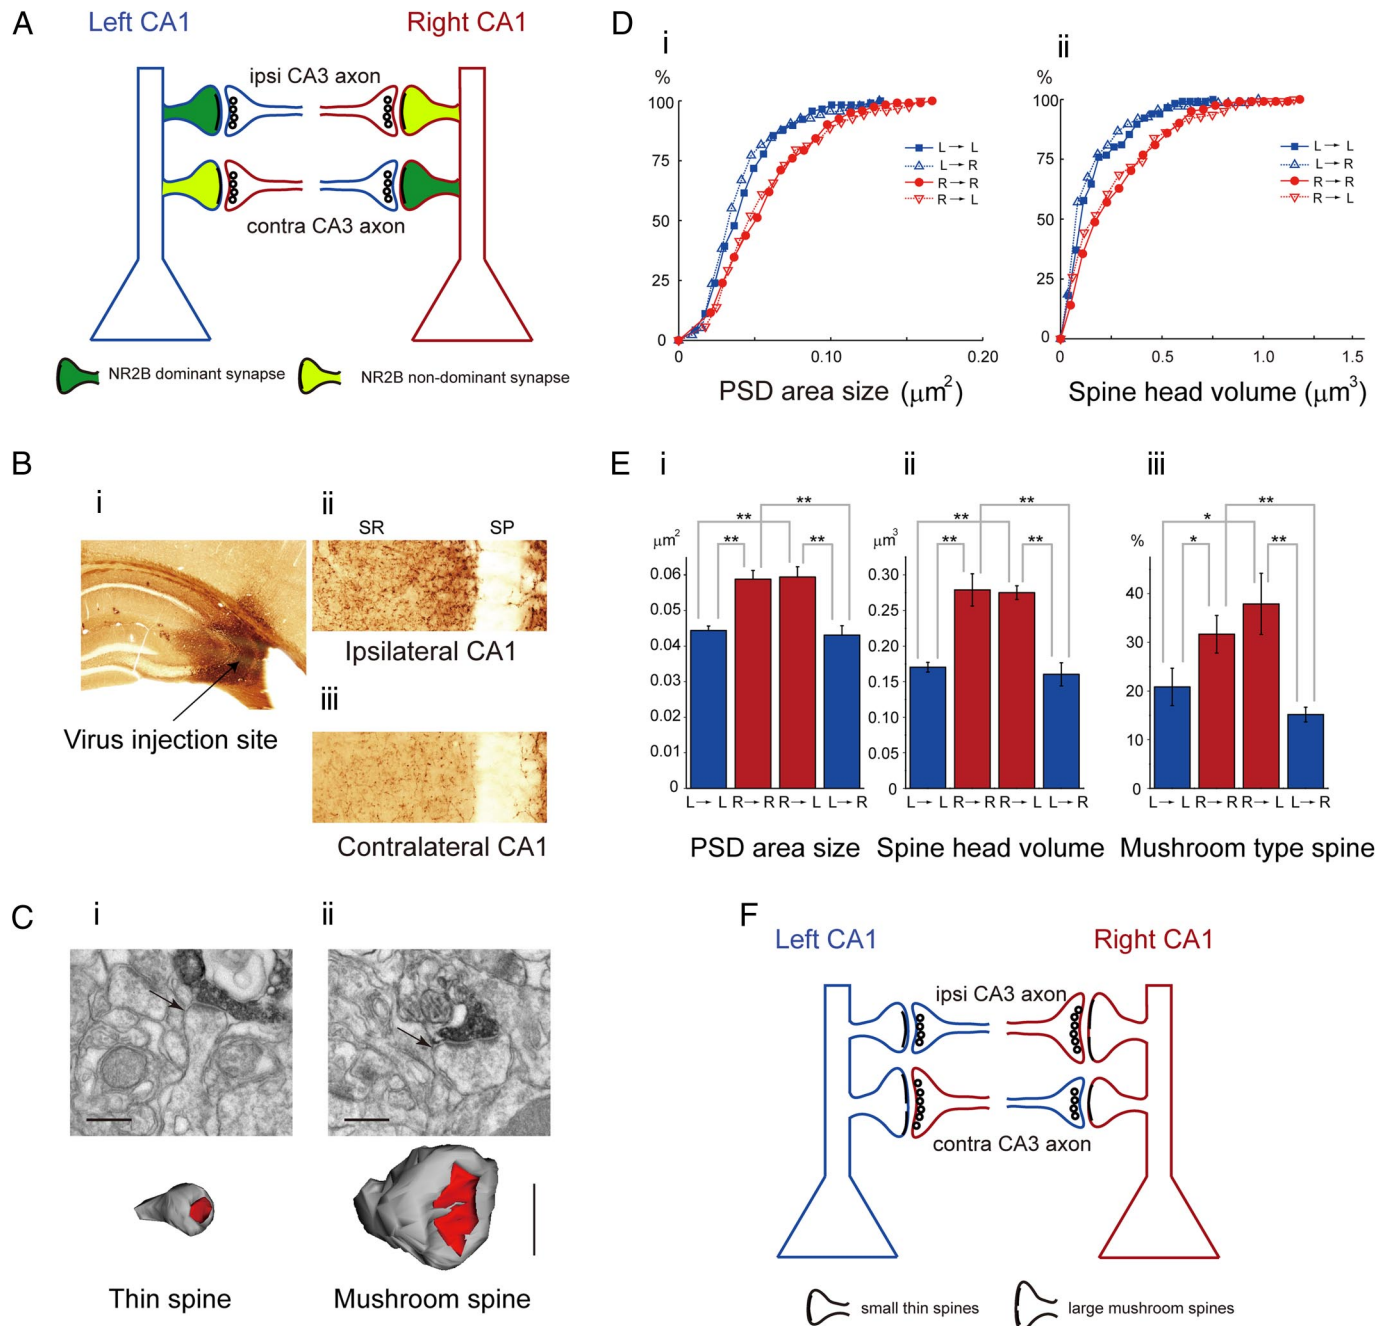 A
Left CA1
Right CA1
ipsi CA3 axon
contra CA3 axon
NR2B dominant synapse
NR2B non-dominant synapse
B
i
Virus injection site
ii
SR SP
Ipsilateral CA1
iii
Contralateral CA1
C
i
ii
Thin spine
Mushroom spine
D
i
%
100
75
50
25
0
0 0.10 0.20
PSD area size (μm²)
L→ L
L→ R
R→ R
R→ L
ii
%
100
75
50
25
0
0 0.5 1.0 1.5
Spine head volume (μm³)
L→ L
L→ R
R→ R
R→ L
E
i
μm²
0.06
0.05
0.04
0.03
0.02
0.01
0
**
**
**
**
L→ L R→ R R→ L L→ R
PSD area size
ii
μm³
0.30
0.25
0.20
0.15
0.10
0.05
0
**
**
**
**
L→ L R→ R R→ L L→ R
Spine head volume
iii
%
40
30
20
10
0
**
*
*
**
L→ L R→ R R→ L L→ R
Mushroom type spine
F
Left CA1
Right CA1
ipsi CA3 axon
contra CA3 axon
small thin spines
large mushroom spines